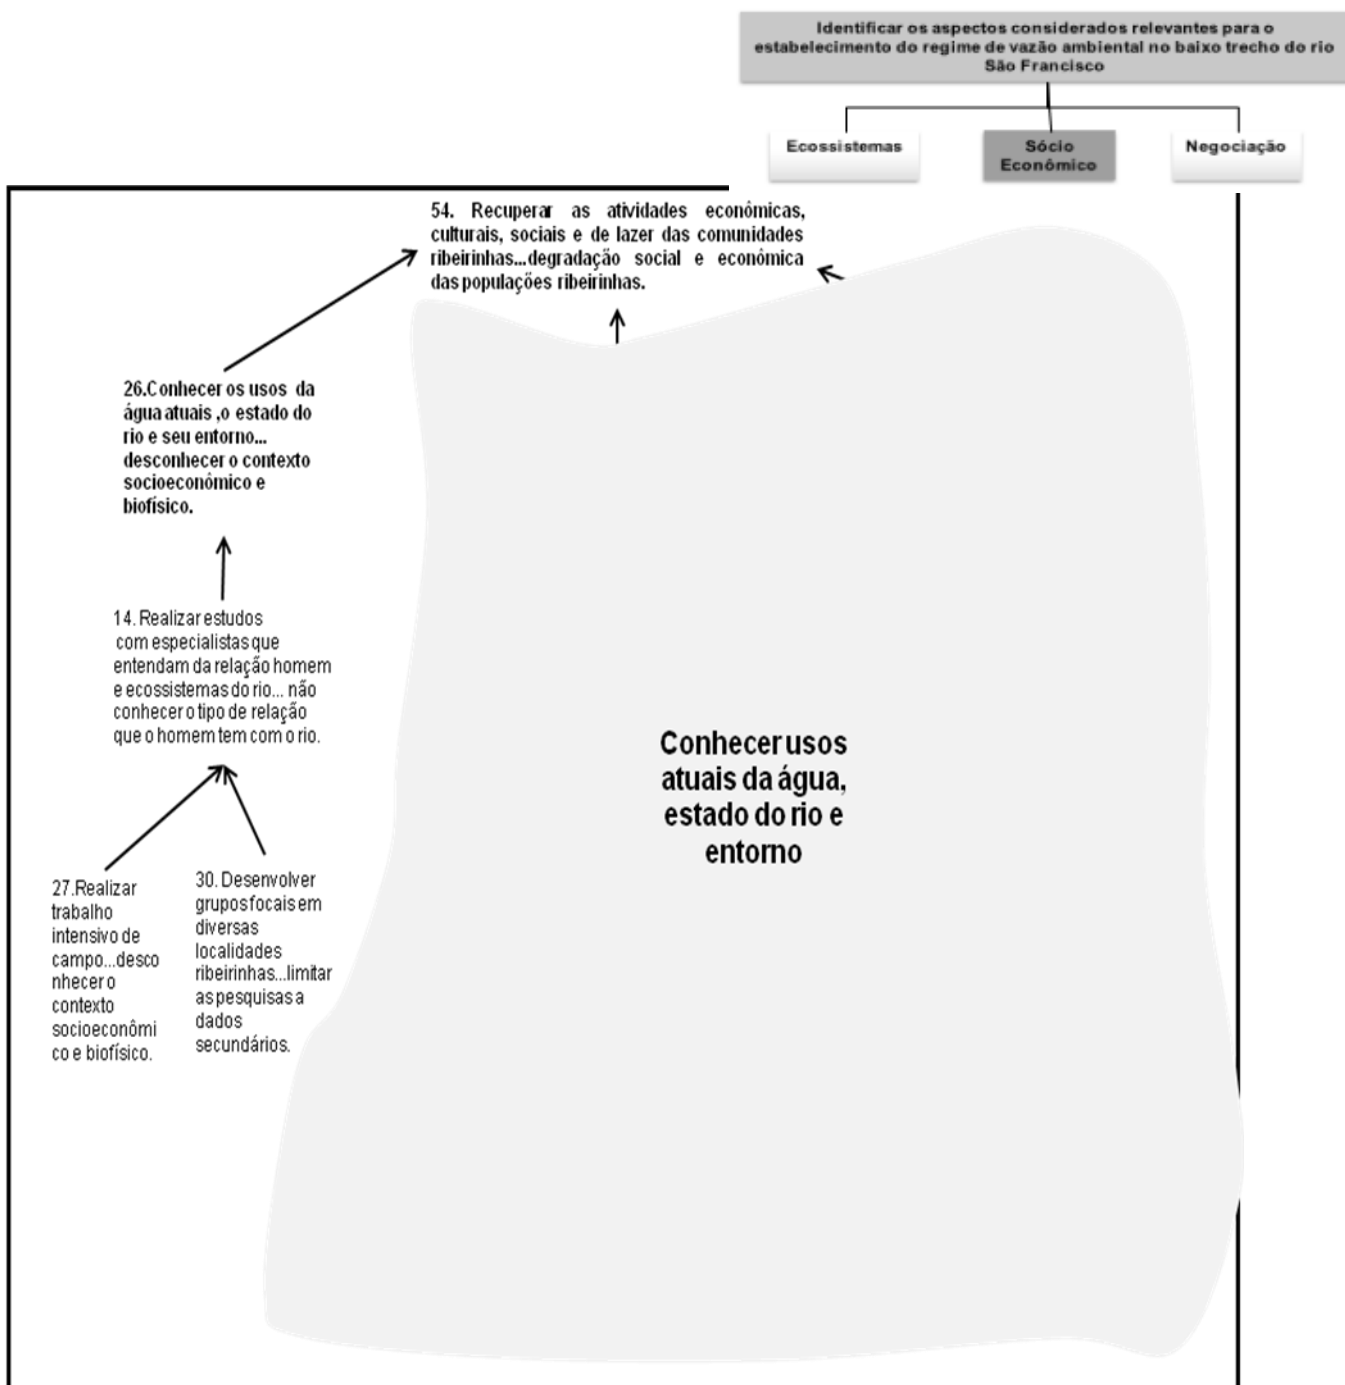 Identificar os aspectos considerados relevantes para o
estabelecimento do regime de vazão ambiental no baixo trecho do rio
São Francisco
Ecossistemas
Sócio
Econômico
Negociação
54. Recuperar as atividades econômicas,
culturais, sociais e de lazer das comunidades
ribeirinhas...degradação social e econômica
das populações ribeirinhas.
26.Conhecer os usos da
água atuais ,o estado do
rio e seu entorno...
desconhecer o contexto
socioeconômico e
biofísico.
14. Realizar estudos
com especialistas que
entendam da relação homem
e ecossistemas do rio... não
conhecer o tipo de relação
que o homem tem com o rio.
27.Realizar
trabalho
intensivo de
campo...desco
nhecer o
contexto
socioeconômi
co e biofísico.
30. Desenvolver
grupos focais em
diversas
localidades
ribeirinhas...limitar
as pesquisas a
dados
secundários.
Conhecer usos
atuais da água,
estado do rio e
entorno